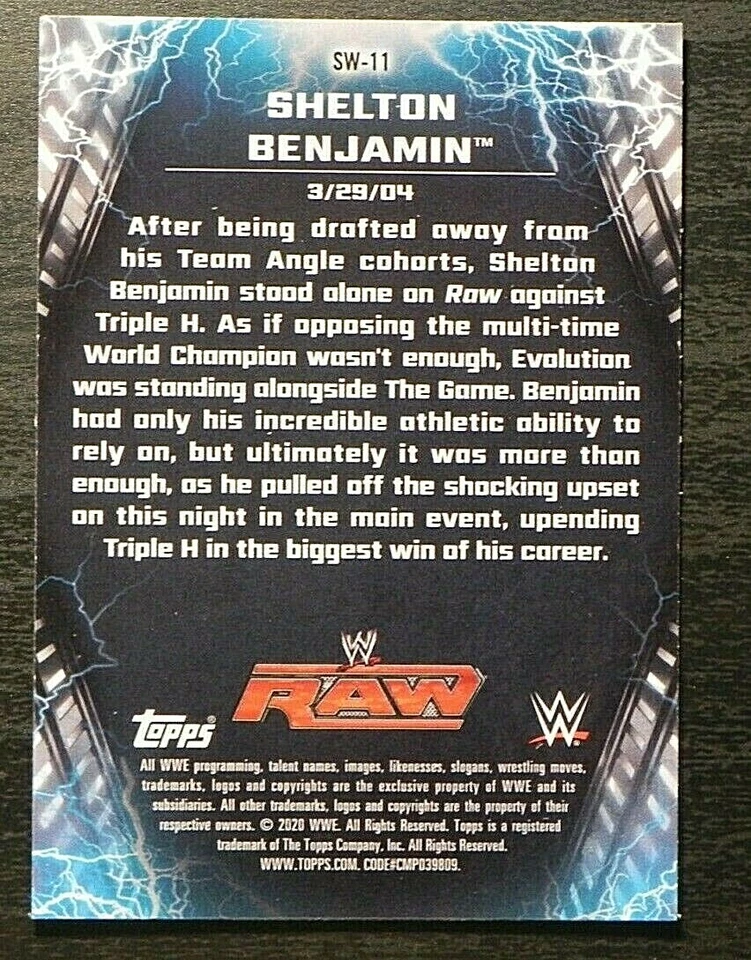 SW-11
SHELTON
BENJAMIN™
3/29/04
After being drafted away from
his Team Angle cohorts, Shelton
Benjamin stood alone on Raw against
Triple H. As if opposing the multi-time
World Champion wasn't enough, Evolution
was standing alongside The Game. Benjamin
had only his incredible athletic ability to
rely on, but ultimately it was more than
enough, as he pulled off the shocking upset
on this night in the main event, upending
Triple H in the biggest win of his career.
W
RAW
Topps®
W®
All WWE programming, talent names, images, likenesses, slogans, wrestling moves,
trademarks, logos and copyrights are the exclusive property of WWE and its
subsidiaries. All other trademarks, logos and copyrights are the property of their
respective owners. © 2020 WWE. All Rights Reserved. Topps is a registered
trademark of The Topps Company, Inc. All Rights Reserved.
WWW.TOPPS.COM. CODE#CMP039809.